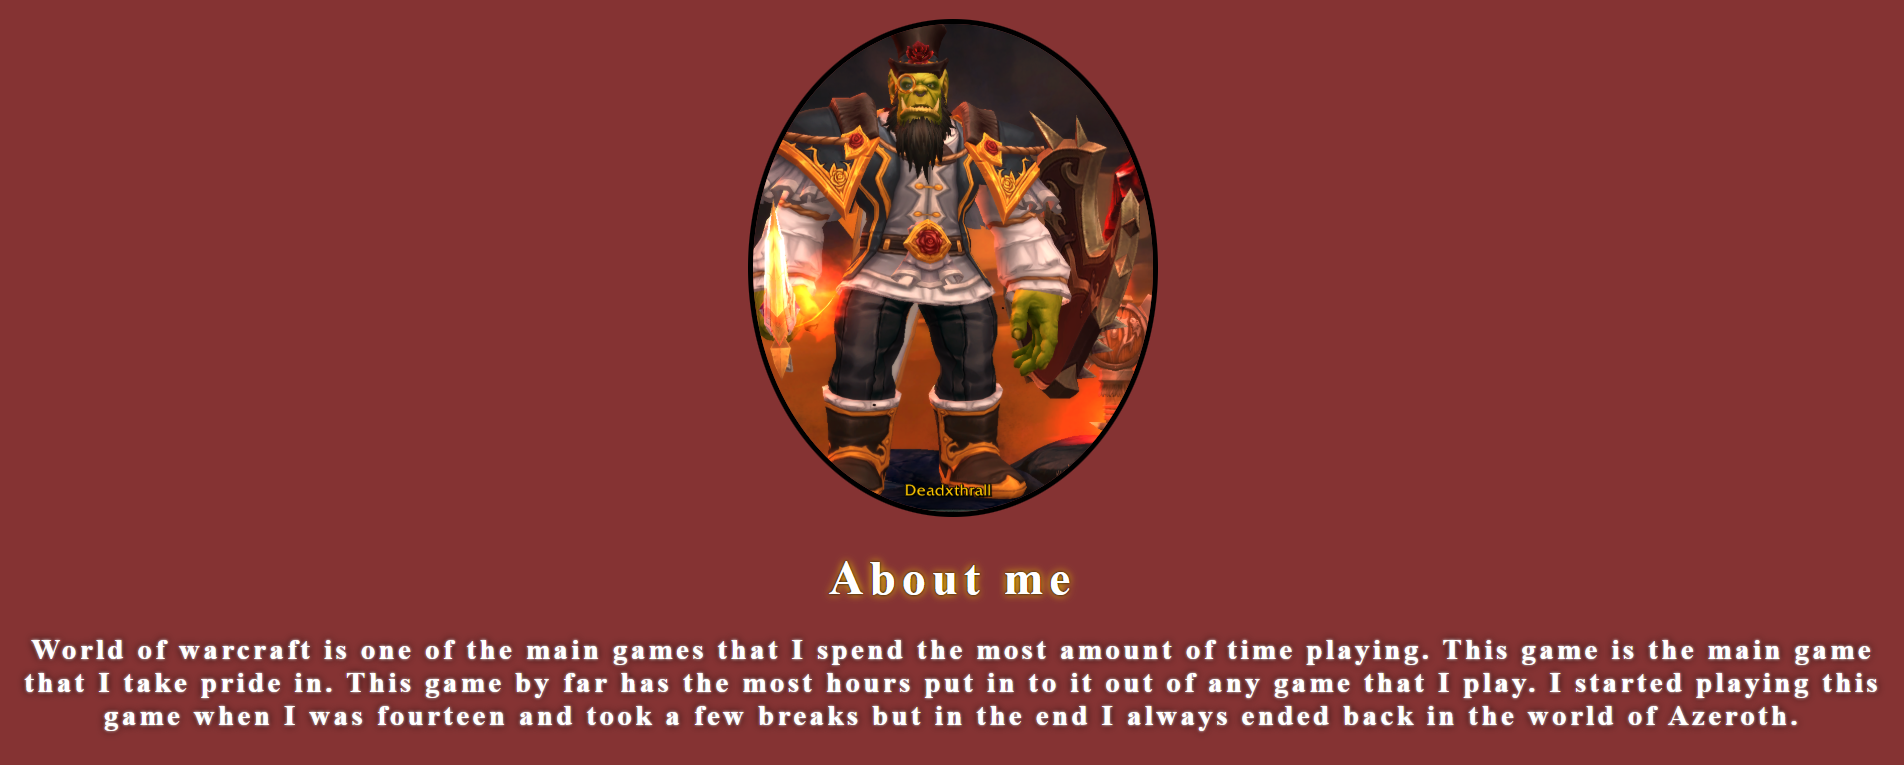 Deadxthrall
About me
World of warcraft is one of the main games that I spend the most amount of time playing. This game is the main game
that I take pride in. This game by far has the most hours put in to it out of any game that I play. I started playing this
game when I was fourteen and took a few breaks but in the end I always ended back in the world of Azeroth.